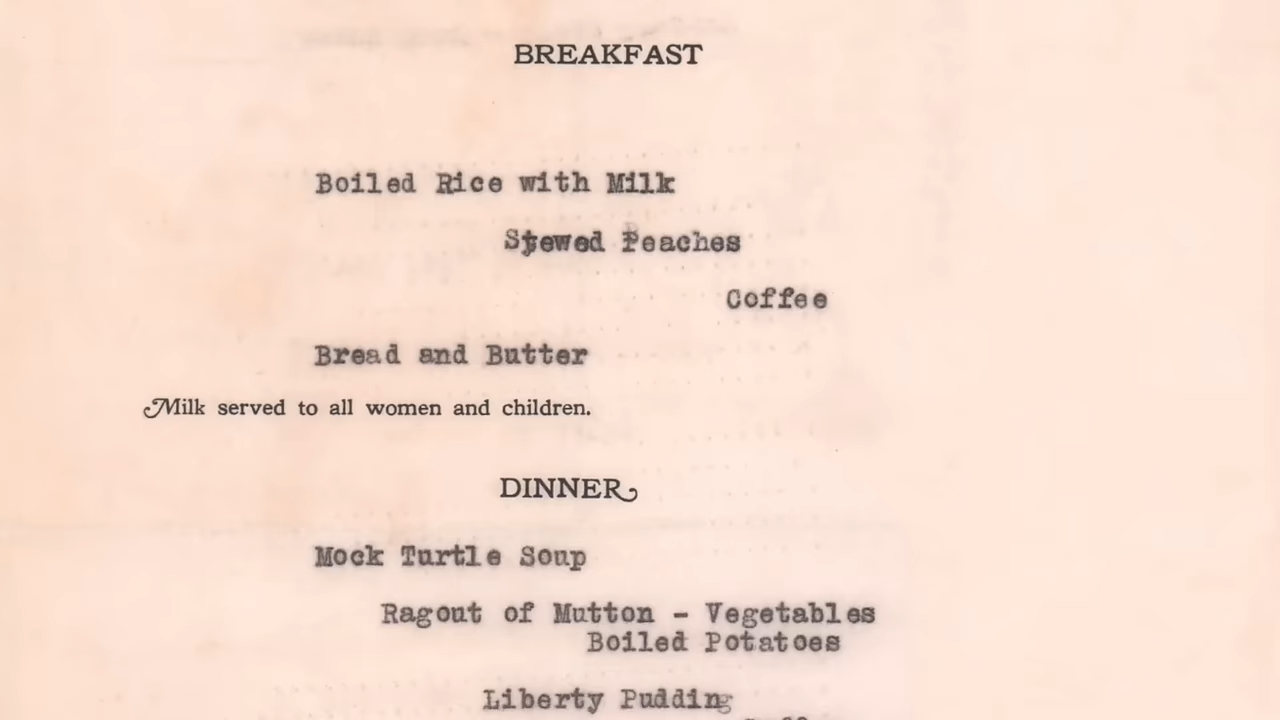 BREAKFAST
Boiled Rice with Milk
Stewed Peaches
Coffee
Bread and Butter
Milk served to all women and children.
DINNER
Mock Turtle Soup
Ragout of Mutton - Vegetables
Boiled Potatoes
Liberty Pudding